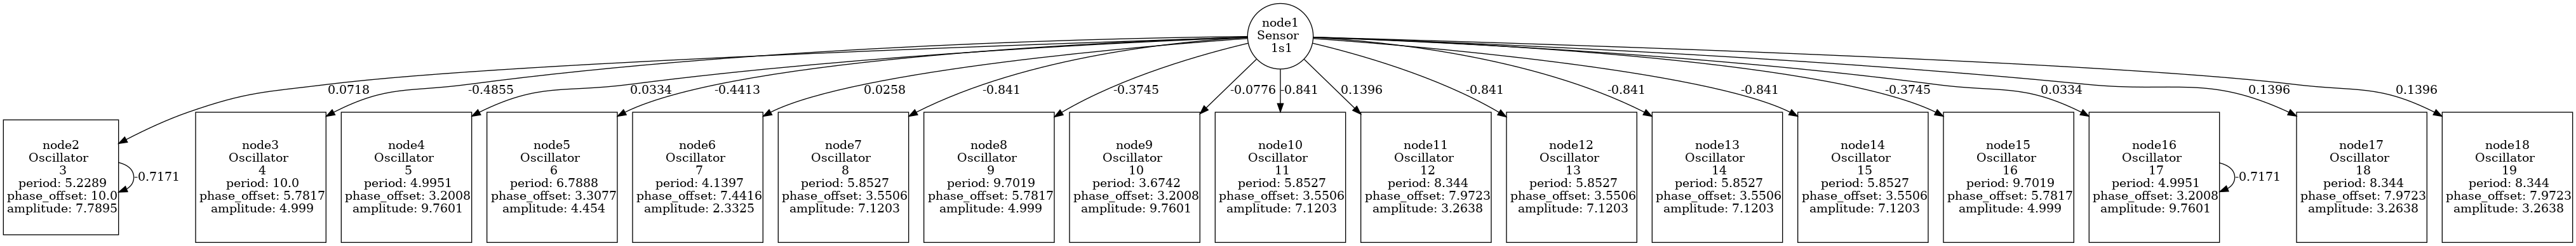 node1
Sensor
1s1
0.0718
-0.4855
0.0334
-0.4413
0.0258
-0.841
-0.3745
-0.0776
-0.841
0.1396
-0.841
-0.841
-0.841
-0.3745
0.0334
0.1396
0.1396
node2
Oscillator
3
period: 5.2289
phase_offset: 10.0
amplitude: 7.7895
-0.7171
node3
Oscillator
4
period: 10.0
phase_offset: 5.7817
amplitude: 4.999
node4
Oscillator
5
period: 4.9951
phase_offset: 3.2008
amplitude: 9.7601
node5
Oscillator
6
period: 6.7888
phase_offset: 3.3077
amplitude: 4.454
node6
Oscillator
7
period: 4.1397
phase_offset: 7.4416
amplitude: 2.3325
node7
Oscillator
8
period: 5.8527
phase_offset: 3.5506
amplitude: 7.1203
node8
Oscillator
9
period: 9.7019
phase_offset: 5.7817
amplitude: 4.999
node9
Oscillator
10
period: 3.6742
phase_offset: 3.2008
amplitude: 9.7601
node10
Oscillator
11
period: 5.8527
phase_offset: 3.5506
amplitude: 7.1203
node11
Oscillator
12
period: 8.344
phase_offset: 7.9723
amplitude: 3.2638
node12
Oscillator
13
period: 5.8527
phase_offset: 3.5506
amplitude: 7.1203
node13
Oscillator
14
period: 5.8527
phase_offset: 3.5506
amplitude: 7.1203
node14
Oscillator
15
period: 5.8527
phase_offset: 3.5506
amplitude: 7.1203
node15
Oscillator
16
period: 9.7019
phase_offset: 5.7817
amplitude: 4.999
node16
Oscillator
17
period: 4.9951
phase_offset: 3.2008
amplitude: 9.7601
-0.7171
node17
Oscillator
18
period: 8.344
phase_offset: 7.9723
amplitude: 3.2638
node18
Oscillator
19
period: 8.344
phase_offset: 7.9723
amplitude: 3.2638